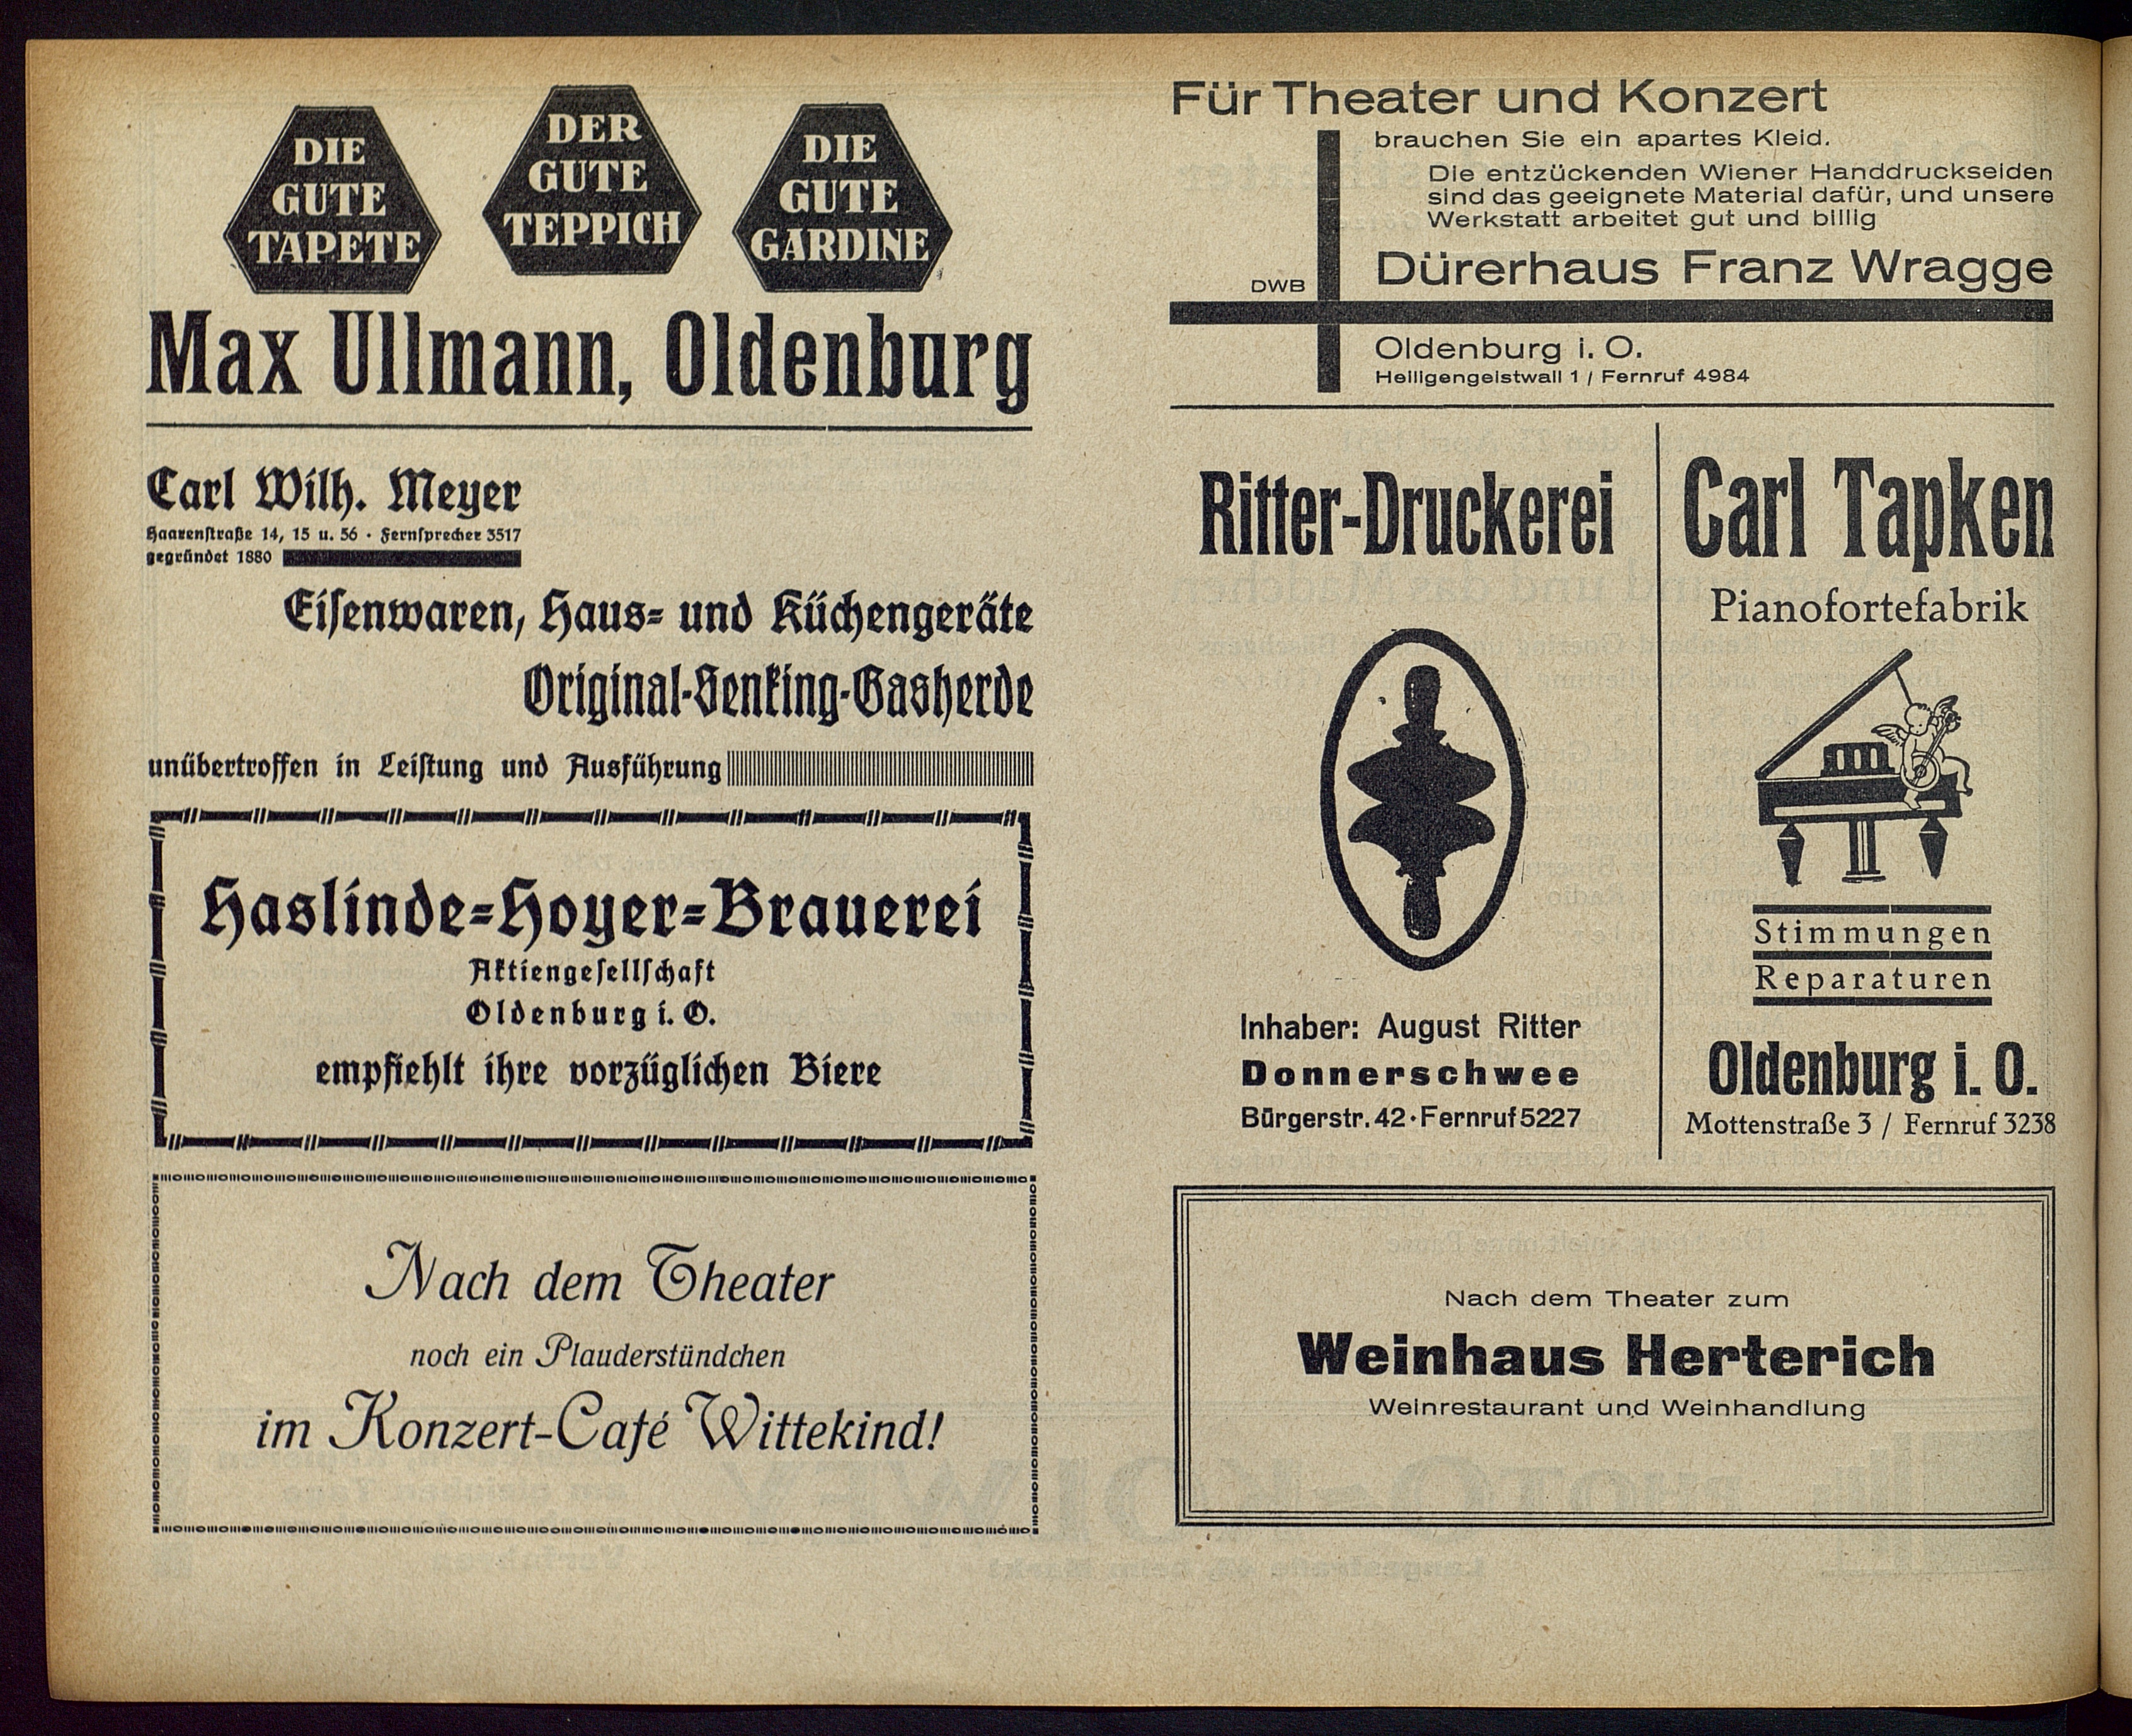 DIE
GUTE
TAPETE
DER
GUTE
TEPPICH
DIE
GUTE
GARDINE
Max Ullmann, Oldenburg
Carl Wilh. Meyer
Haarenstraße 14, 15 u. 56 · Fernsprecher 3517
gegründet 1880
Eisenwaren, Haus- und Küchengeräte
Original-Senking-Gasherde
unübertroffen in Leistung und Ausführung
Haslinde-Hoyer-Brauerei
Aktiengesellschaft
Oldenburg i. O.
empfiehlt ihre vorzüglichen Biere
Nach dem Theater
noch ein Plauderstündchen
im Konzert-Café Wittekind!
Für Theater und Konzert
brauchen Sie ein apartes Kleid.
Die entzückenden Wiener Handdruckseiden
sind das geeignete Material dafür, und unsere
Werkstatt arbeitet gut und billig
Dürerhaus Franz Wragge
DWB
Oldenburg i. O.
Heiligengeistwall 1 / Fernruf 4984
Ritter-Druckerei
Inhaber: August Ritter
Donnerschwee
Bürgerstr. 42 · Fernruf 5227
Carl Tapken
Pianofortefabrik
Stimmungen
Reparaturen
Oldenburg i. O.
Mottenstraße 3 / Fernruf 3238
Nach dem Theater zum
Weinhaus Herterich
Weinrestaurant und Weinhandlung